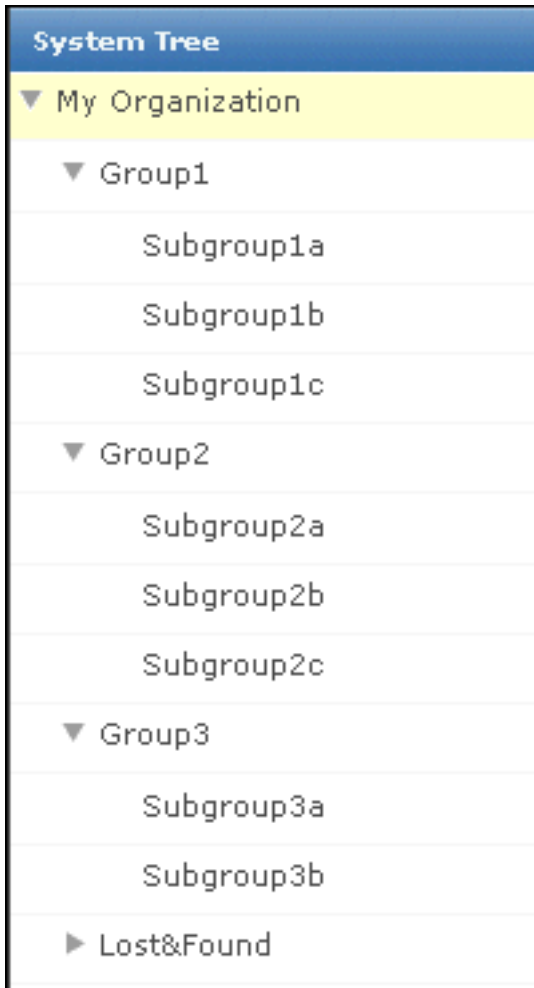 System Tree
My Organization
Group1
Subgroup1a
Subgroup1b
Subgroup1c
Group2
Subgroup2a
Subgroup2b
Subgroup2c
Group3
Subgroup3a
Subgroup3b
Lost&Found